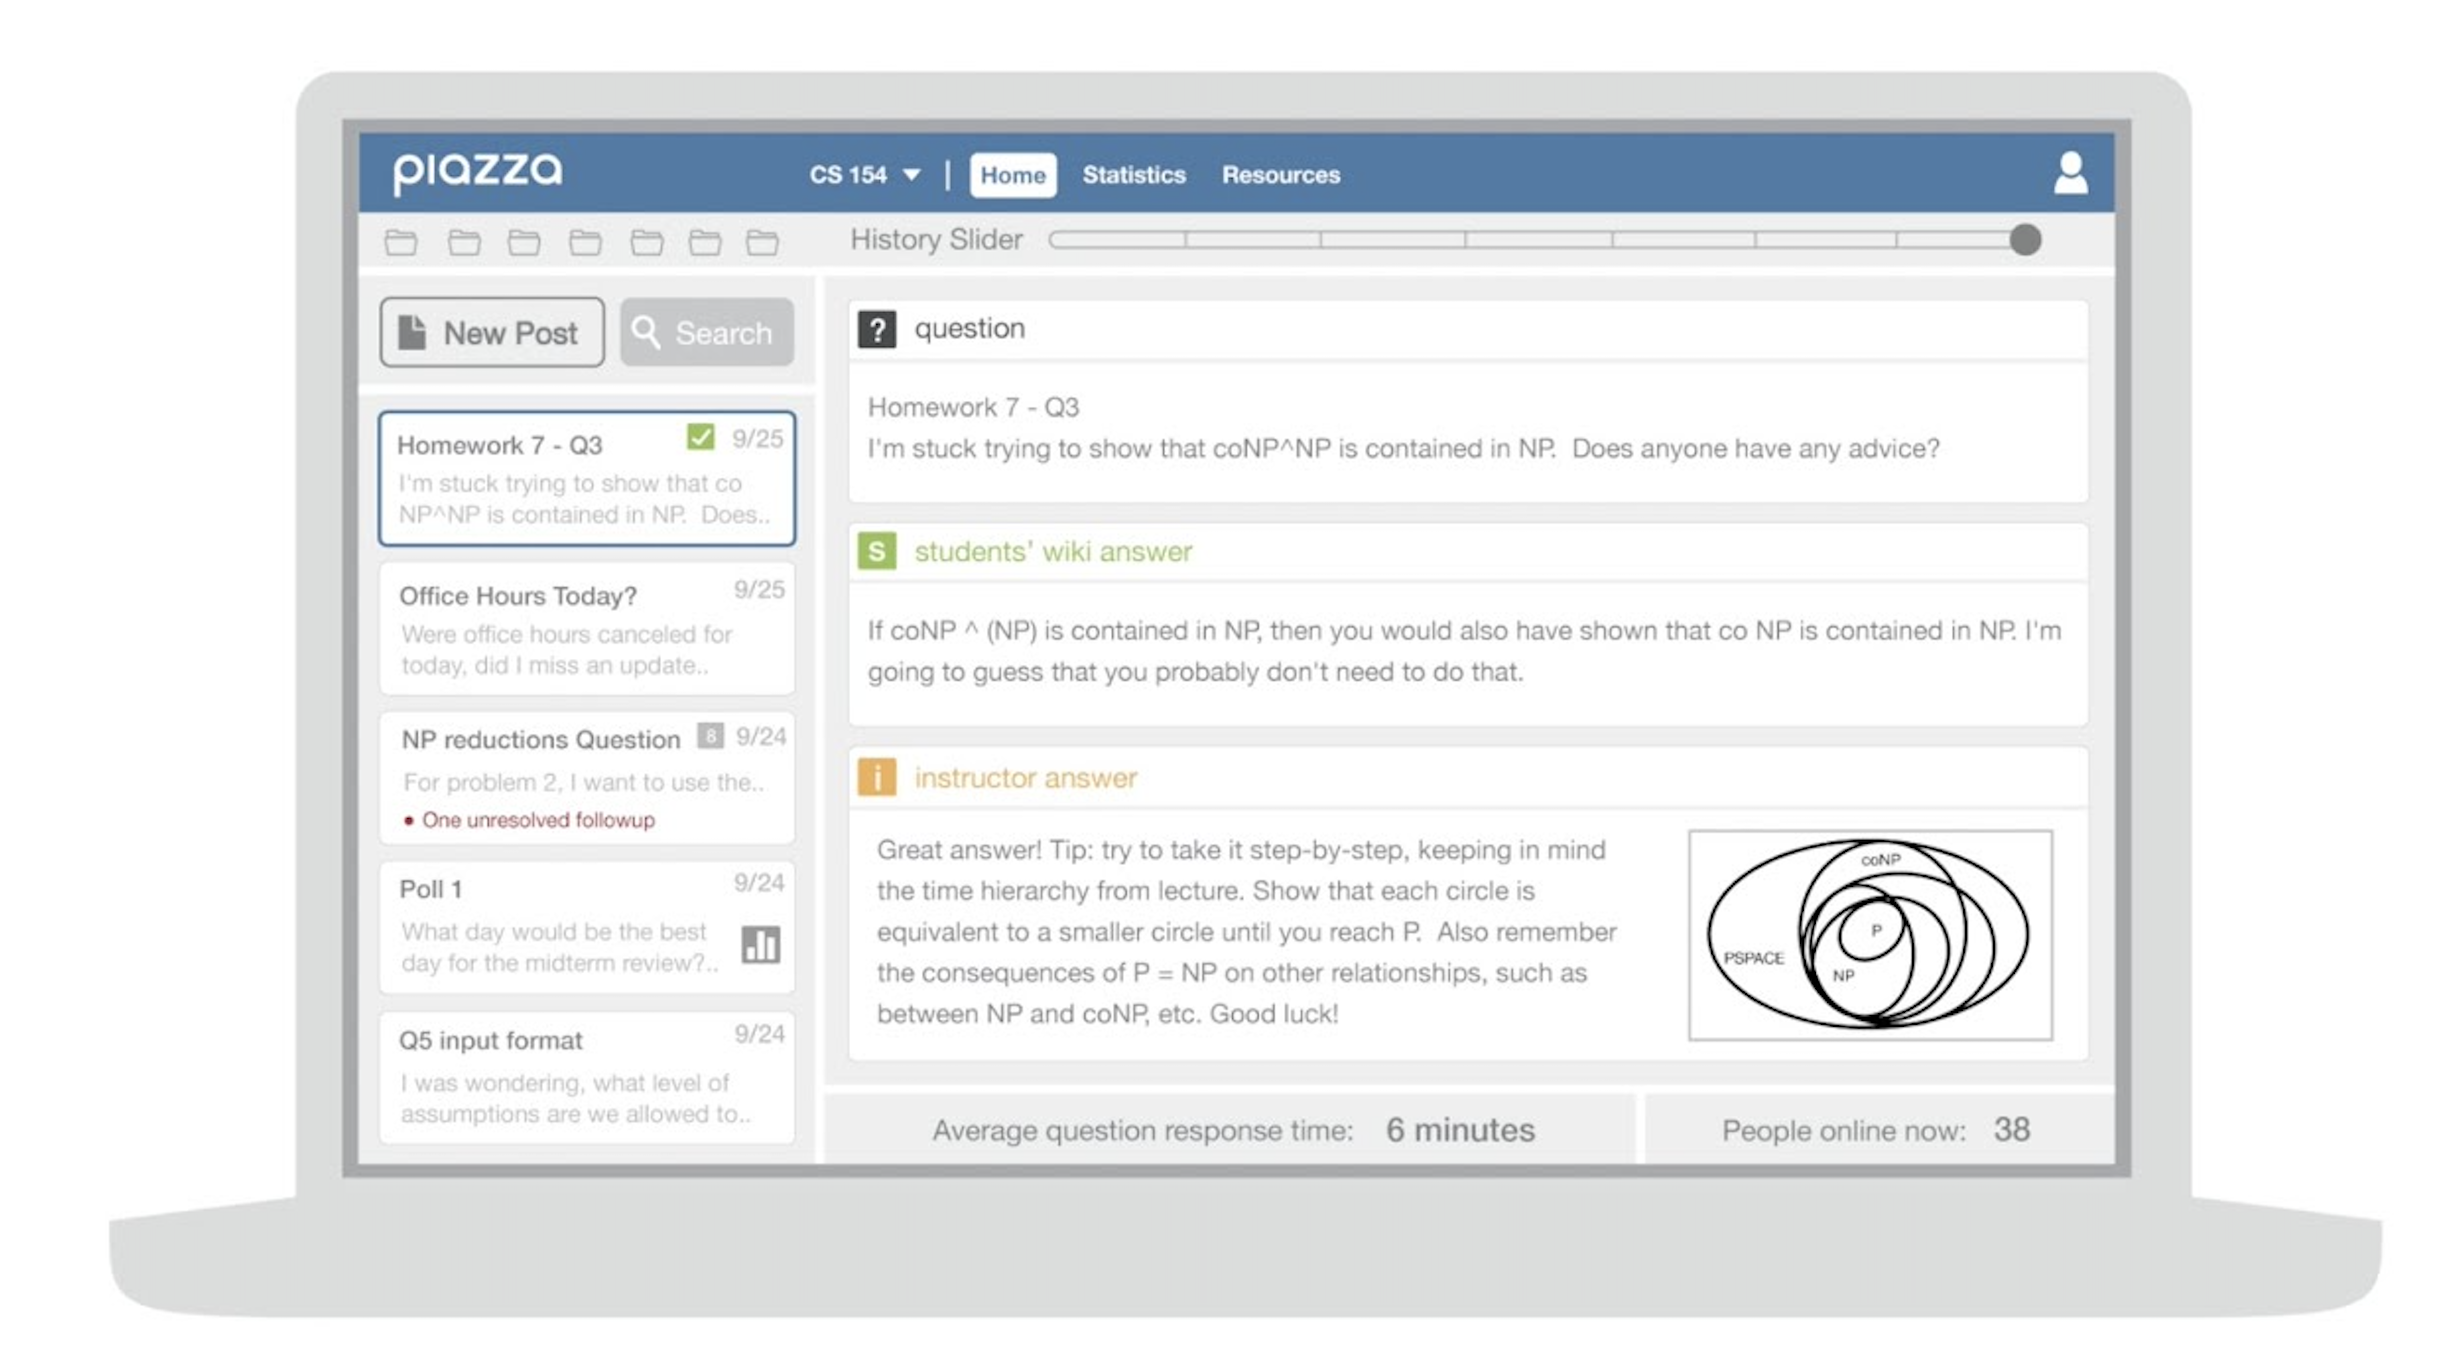 piazza
CS 154 | Home Statistics Resources
History Slider
New Post Search
Homework 7 - Q3 9/25
I'm stuck trying to show that co
NP^NP is contained in NP. Does..
Office Hours Today? 9/25
Were office hours canceled for
today, did I miss an update..
NP reductions Question 8 9/24
For problem 2, I want to use the..
• One unresolved followup
Poll 1 9/24
What day would be the best
day for the midterm review?..
Q5 input format 9/24
I was wondering, what level of
assumptions are we allowed to..
? question
Homework 7 - Q3
I'm stuck trying to show that coNP^NP is contained in NP. Does anyone have any advice?
S students' wiki answer
If coNP ^ (NP) is contained in NP, then you would also have shown that co NP is contained in NP. I'm
going to guess that you probably don't need to do that.
i instructor answer
Great answer! Tip: try to take it step-by-step, keeping in mind
the time hierarchy from lecture. Show that each circle is
equivalent to a smaller circle until you reach P. Also remember
the consequences of P = NP on other relationships, such as
between NP and coNP, etc. Good luck!
coNP
P
PSPACE
NP
Average question response time: 6 minutes
People online now: 38